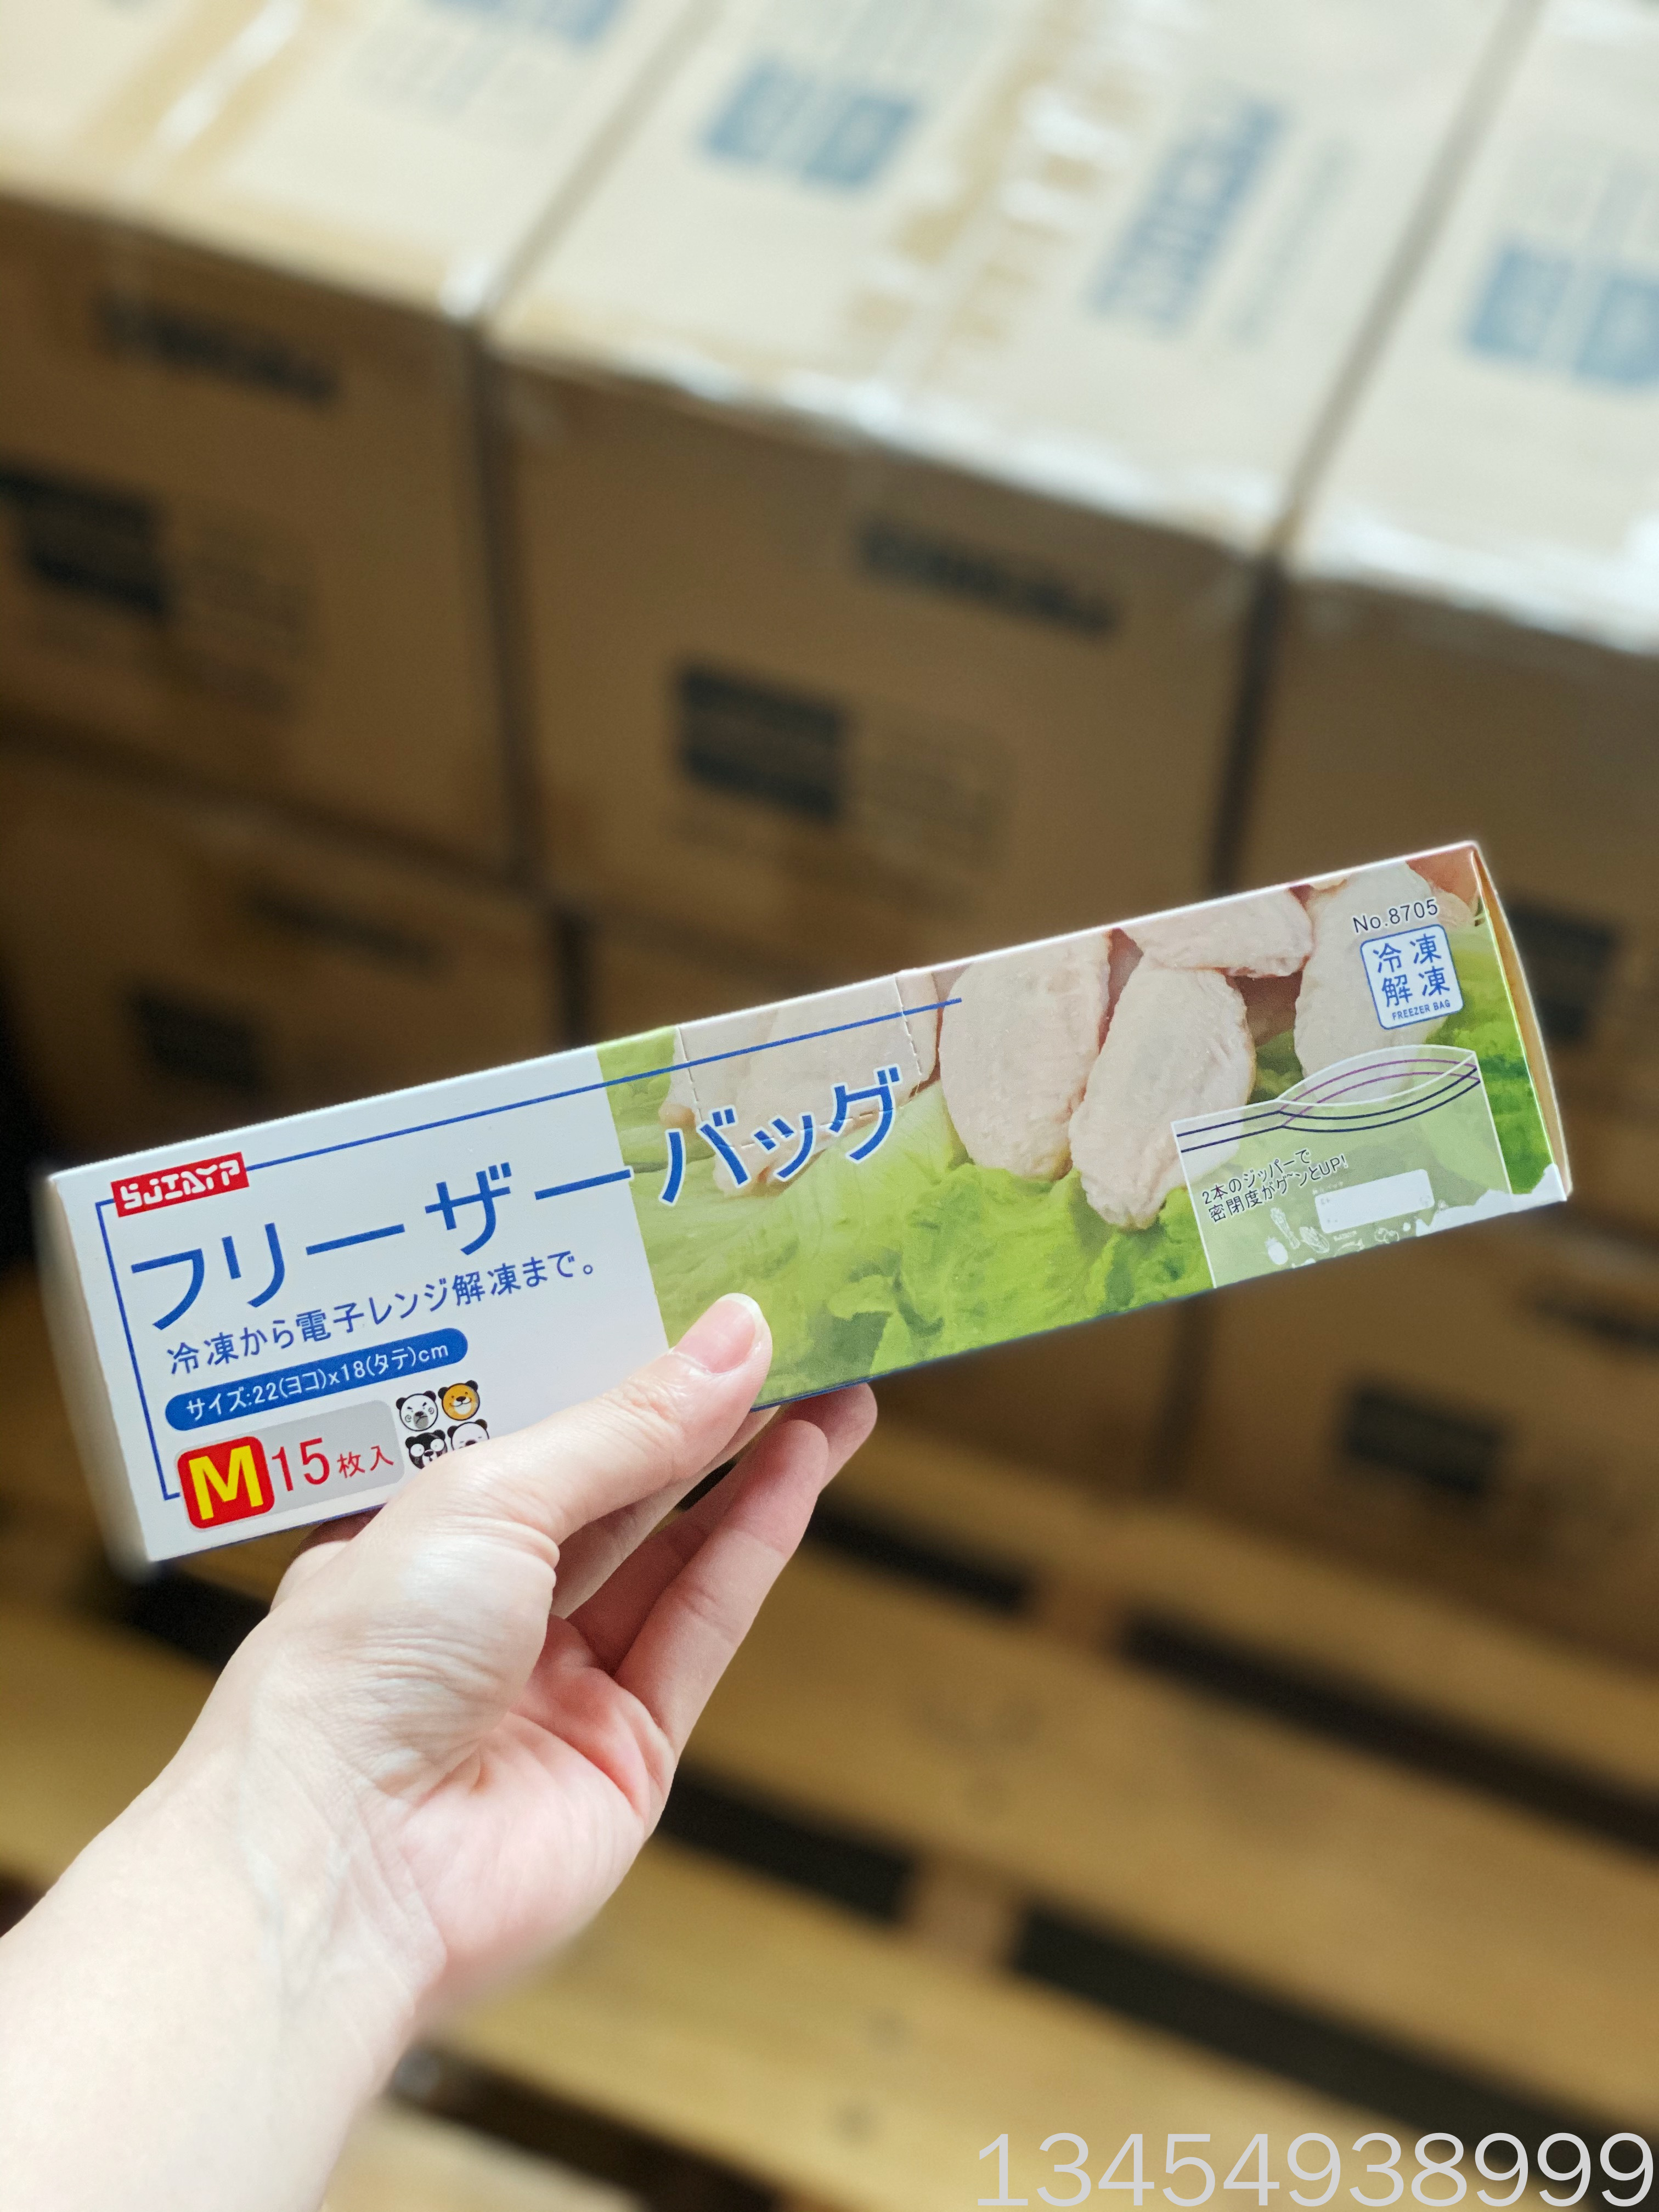 No.8705
冷凍
解凍
FREEZER BAG
フリーザーバッグ
冷凍から電子レンジ解凍まで。
サイズ:22(ヨコ)x18(タテ)cm
M 15枚入
2本のジッパーで
密閉度がグ〜ンとUP!
13454938999